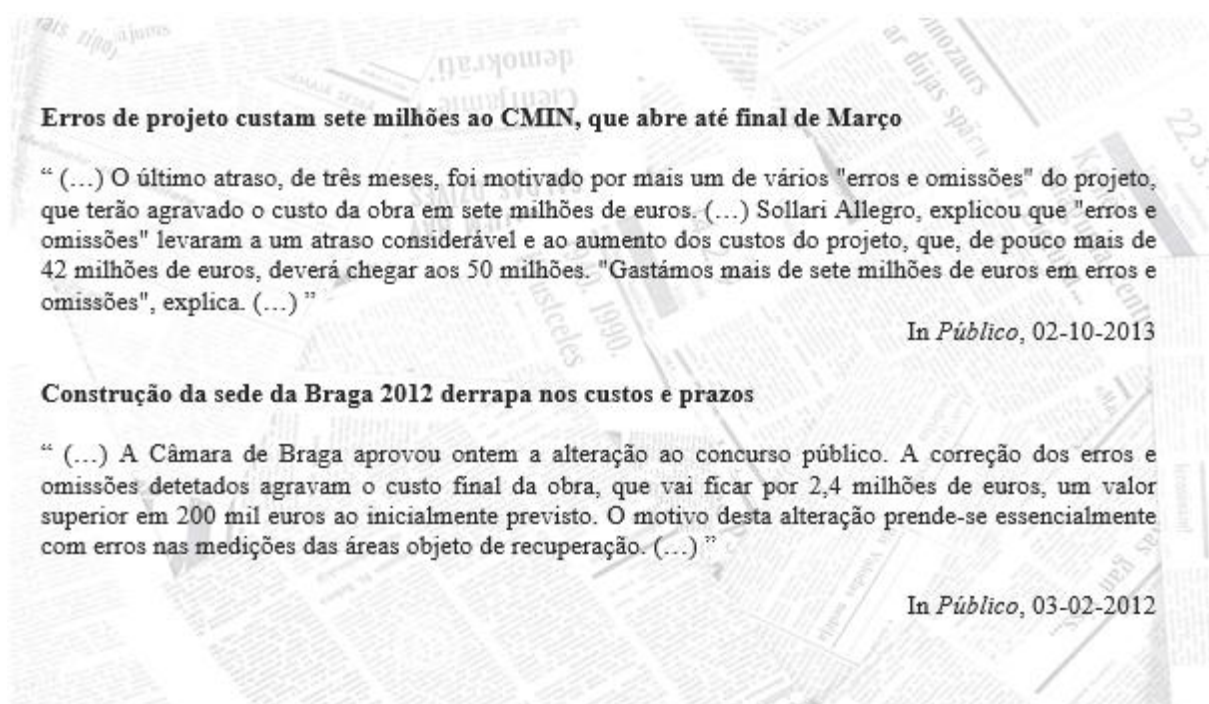 Erros de projeto custam sete milhões ao CMIN, que abre até final de Março
“ (…) O último atraso, de três meses, foi motivado por mais um de vários "erros e omissões" do projeto,
que terão agravado o custo da obra em sete milhões de euros. (…) Sollari Allegro, explicou que "erros e
omissões" levaram a um atraso considerável e ao aumento dos custos do projeto, que, de pouco mais de
42 milhões de euros, deverá chegar aos 50 milhões. "Gastámos mais de sete milhões de euros em erros e
omissões", explica. (…) ”
In Público, 02-10-2013
Construção da sede da Braga 2012 derrapa nos custos e prazos
“ (…) A Câmara de Braga aprovou ontem a alteração ao concurso público. A correção dos erros e
omissões detetados agravam o custo final da obra, que vai ficar por 2,4 milhões de euros, um valor
superior em 200 mil euros ao inicialmente previsto. O motivo desta alteração prende-se essencialmente
com erros nas medições das áreas objeto de recuperação. (…) ”
In Público, 03-02-2012